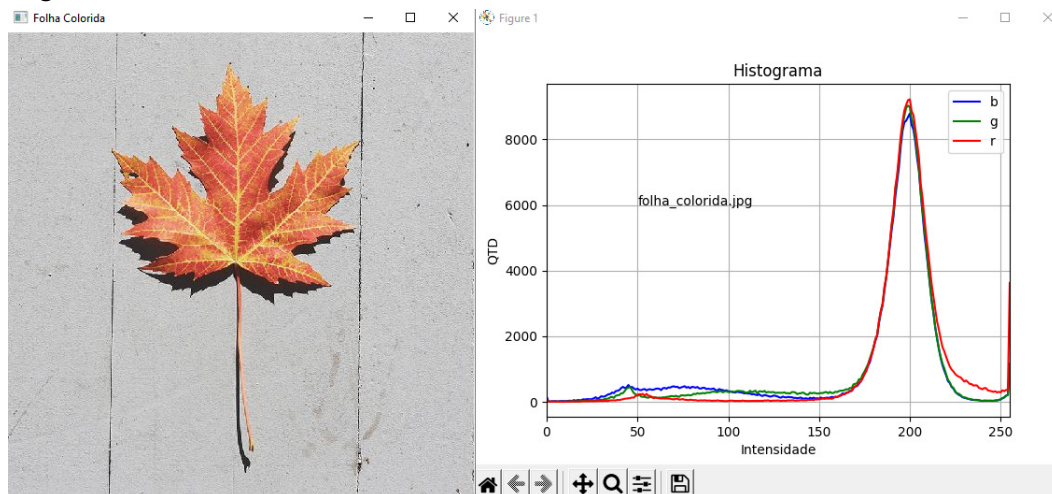 Folha Colorida
Figure 1
Histograma
b
g
r
folha_colorida.jpg
QTD
8000
6000
4000
2000
0
0 50 100 150 200 250
Intensidade